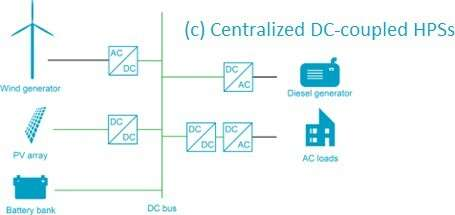 (c) Centralized DC-coupled HPSs
AC
DC
DC
AC
Wind generator
Diesel generator
DC
DC
DC
DC
DC
AC
PV array
AC loads
Battery bank
DC bus